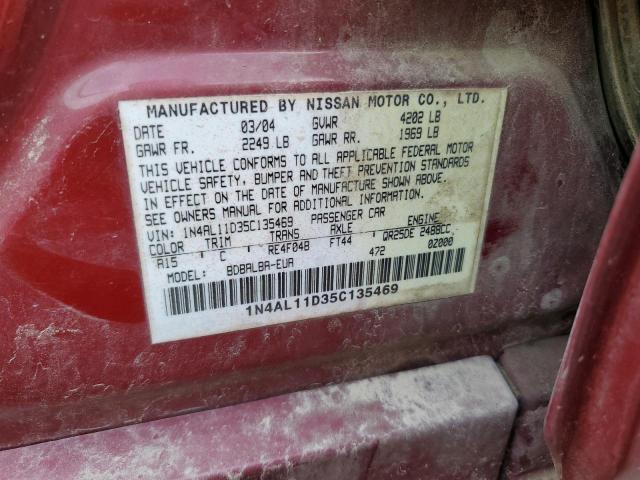 MANUFACTURED BY NISSAN MOTOR CO., LTD.
DATE 03/04 GVWR 4202 LB
GAWR FR. 2249 LB GAWR RR. 1969 LB
THIS VEHICLE CONFORMS TO ALL APPLICABLE FEDERAL MOTOR
VEHICLE SAFETY, BUMPER AND THEFT PREVENTION STANDARDS
IN EFFECT ON THE DATE OF MANUFACTURE SHOWN ABOVE.
SEE OWNERS MANUAL FOR ADDITIONAL INFORMATION.
VIN: 1N4AL11D35C135469 PASSENGER CAR
COLOR TRIM TRANS AXLE ENGINE
A15 C RE4F04B FT44 QR25DE 2488CC
MODEL: BDBALBA-EUA 472 0Z000
1N4AL11D35C135469